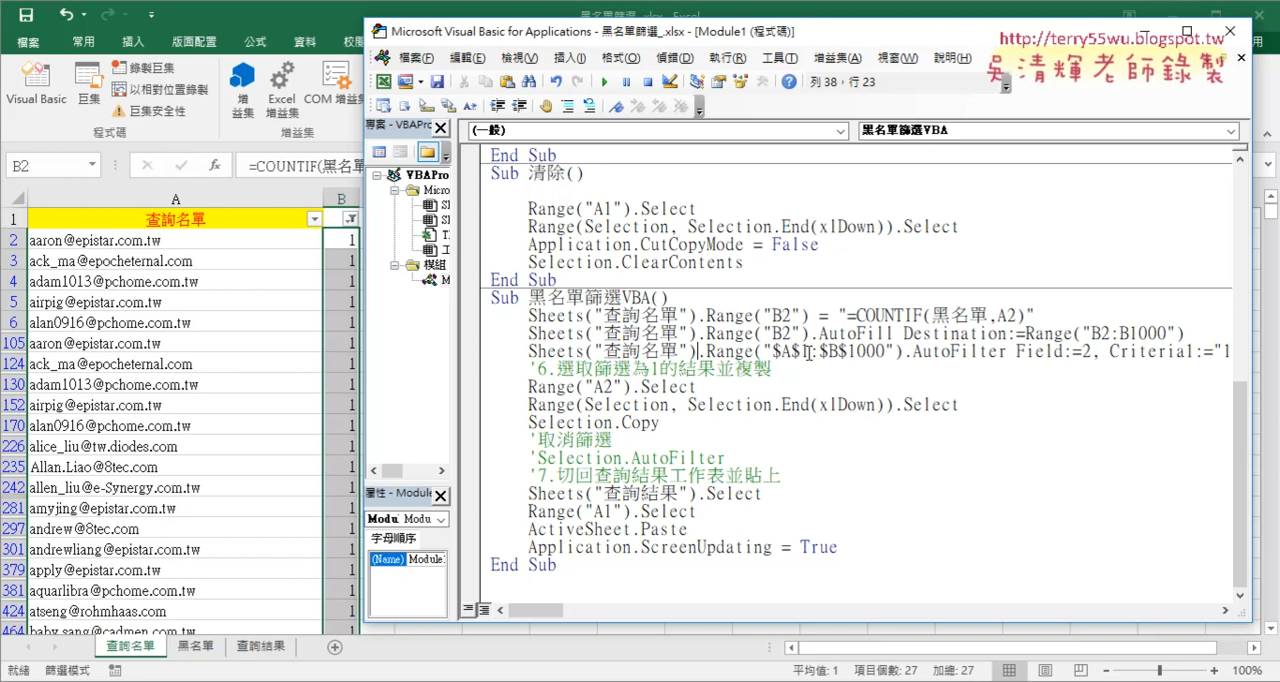 黑名單篩選_.xlsx - Excel
檔案 常用 插入 版面配置 公式 資料
Visual Basic 巨集 錄製巨集 以相對位置錄製 巨集安全性
程式碼
增益集 Excel 增益集 COM 增益集
增益集
B2 fx =COUNTIF(黑名單
A B
1 查詢名單
2 aaron@epistar.com.tw 1
3 ack_ma@epocheternal.com 1
4 adam1013@pchome.com.tw 1
5 airpig@epistar.com.tw 1
6 alan0916@pchome.com.tw 1
105 aaron@epistar.com.tw 1
124 ack_ma@epocheternal.com 1
130 adam1013@pchome.com.tw 1
152 airpig@epistar.com.tw 1
170 alan0916@pchome.com.tw 1
226 alice_liu@tw.diodes.com 1
235 Allan.Liao@8tec.com 1
242 allen_liu@e-Synergy.com.tw 1
281 amyjing@epistar.com.tw 1
297 andrew@8tec.com 1
301 andrewliang@epistar.com.tw 1
379 apply@epistar.com.tw 1
381 aquarlibra@pchome.com.tw 1
424 atseng@rohmhaas.com 1
464 baby.sang@cadmen.com.tw 1
查詢名單 黑名單 查詢結果
就緒 篩選模式 平均值: 1 項目個數: 27 加總: 27 100%
Microsoft Visual Basic for Applications - 黑名單篩選_.xlsx - [Module1 (程式碼)]
http://terry55wu.blogspot.tw
吳清輝老師錄製
檔案(F) 編輯(E) 檢視(V) 插入(I) 格式(O) 偵錯(D) 執行(R) 工具(T) 增益集(A) 視窗(W) 說明(H)
列 38，行 23
專案 - VBAPro
VBAPro
Micro
模組
屬性 - Module
Modu Modu
字母順序
(Name) Module
(一般) 黑名單篩選VBA
End Sub
Sub 清除()
Range("A1").Select
Range(Selection, Selection.End(xlDown)).Select
Application.CutCopyMode = False
Selection.ClearContents
End Sub
Sub 黑名單篩選VBA()
Sheets("查詢名單").Range("B2") = "=COUNTIF(黑名單,A2)"
Sheets("查詢名單").Range("B2").AutoFill Destination:=Range("B2:B1000")
Sheets("查詢名單").Range("$A$1:$B$1000").AutoFilter Field:=2, Criteria1:="1
'6.選取篩選為1的結果並複製
Range("A2").Select
Range(Selection, Selection.End(xlDown)).Select
Selection.Copy
'取消篩選
'Selection.AutoFilter
'7.切回查詢結果工作表並貼上
Sheets("查詢結果").Select
Range("A1").Select
ActiveSheet.Paste
Application.ScreenUpdating = True
End Sub